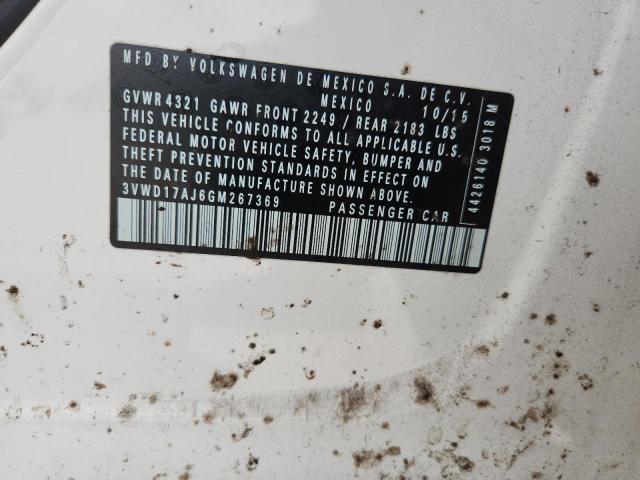 MFD BY VOLKSWAGEN DE MEXICO S.A. DE C.V.
MEXICO 10/15
GVWR 4321 GAWR FRONT 2249 / REAR 2183 LBS
THIS VEHICLE CONFORMS TO ALL APPLICABLE U.S.
FEDERAL MOTOR VEHICLE SAFETY, BUMPER AND
THEFT PREVENTION STANDARDS IN EFFECT ON
THE DATE OF MANUFACTURE SHOWN ABOVE.
3VWD17AJ6GM267369 PASSENGER CAR
4426140 3018 M